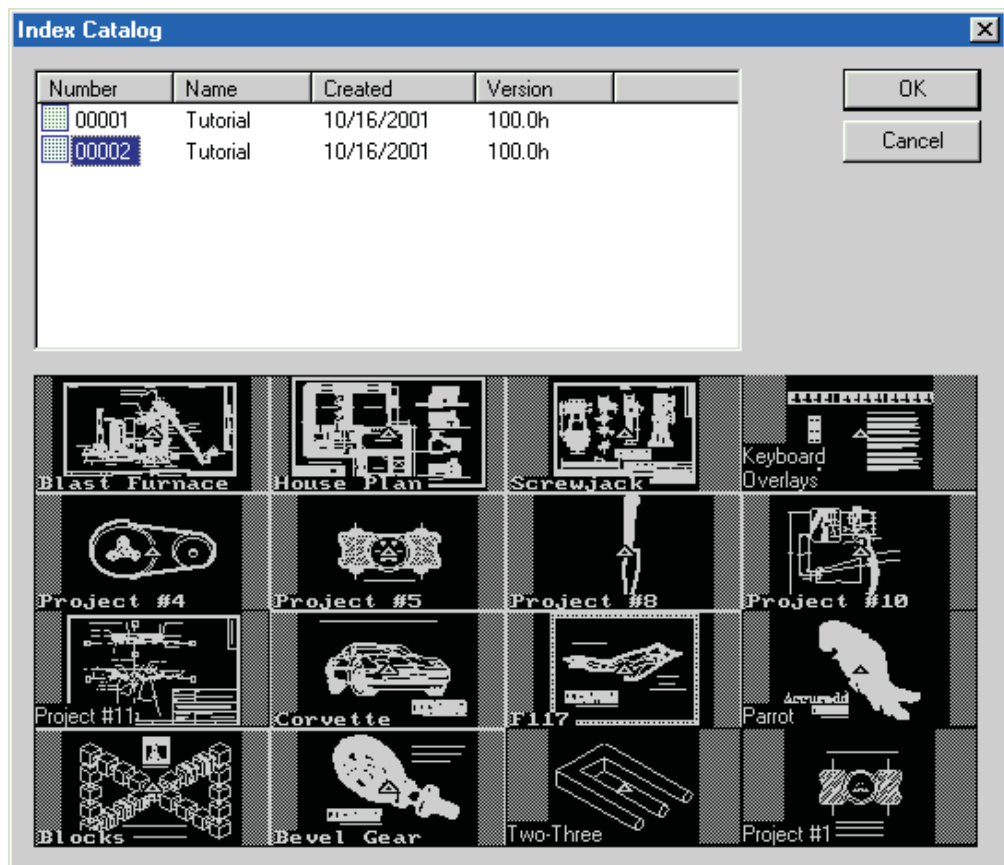 Index Catalog
Number Name Created Version
OK
00001 Tutorial 10/16/2001 100.0h
00002 Tutorial 10/16/2001 100.0h
Cancel
Blast Furnace
House Plan
Screwjack
Keyboard
Overlays
Project #4
Project #5
Project #8
Project #10
Project #11
Corvette
F117
Parrot
Blocks
Bevel Gear
Two-Three
Project #1